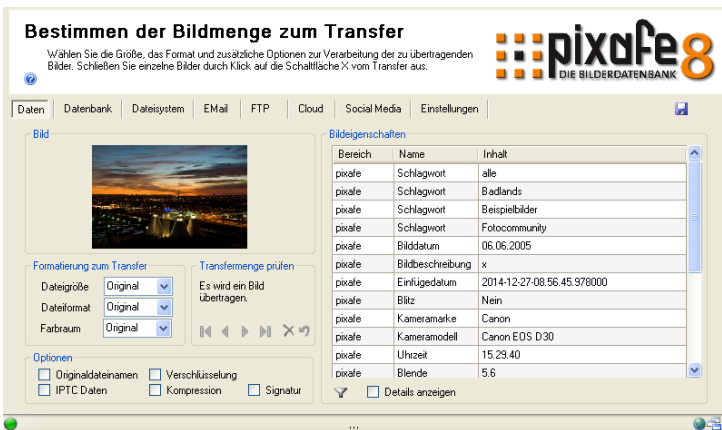 Bestimmen der Bildmenge zum Transfer
Wählen Sie die Größe, das Format und zusätzliche Optionen zur Verarbeitung der zu übertragenden
Bilder. Schließen Sie einzelne Bilder durch Klick auf die Schaltfläche X vom Transfer aus.
pixafe 8
DIE BILDERDATENBANK
Daten Datenbank Dateisystem EMail FTP Cloud Social Media Einstellungen
Bild
Formatierung zum Transfer
Dateigröße Original
Dateiformat Original
Farbraum Original
Transfermenge prüfen
Es wird ein Bild
übertragen.
Optionen
Originaldateinamen Verschlüsselung
IPTC Daten Kompression Signatur
Bildeigenschaften
Bereich Name Inhalt
pixafe Schlagwort alle
pixafe Schlagwort Badlands
pixafe Schlagwort Beispielbilder
pixafe Schlagwort Fotocommunity
pixafe Bilddatum 06.06.2005
pixafe Bildbeschreibung x
pixafe Einfügedatum 2014-12-27-08.56.45.978000
pixafe Blitz Nein
pixafe Kameramarke Canon
pixafe Kameramodell Canon EOS D30
pixafe Uhrzeit 15.29.40
pixafe Blende 5.6
Details anzeigen
...